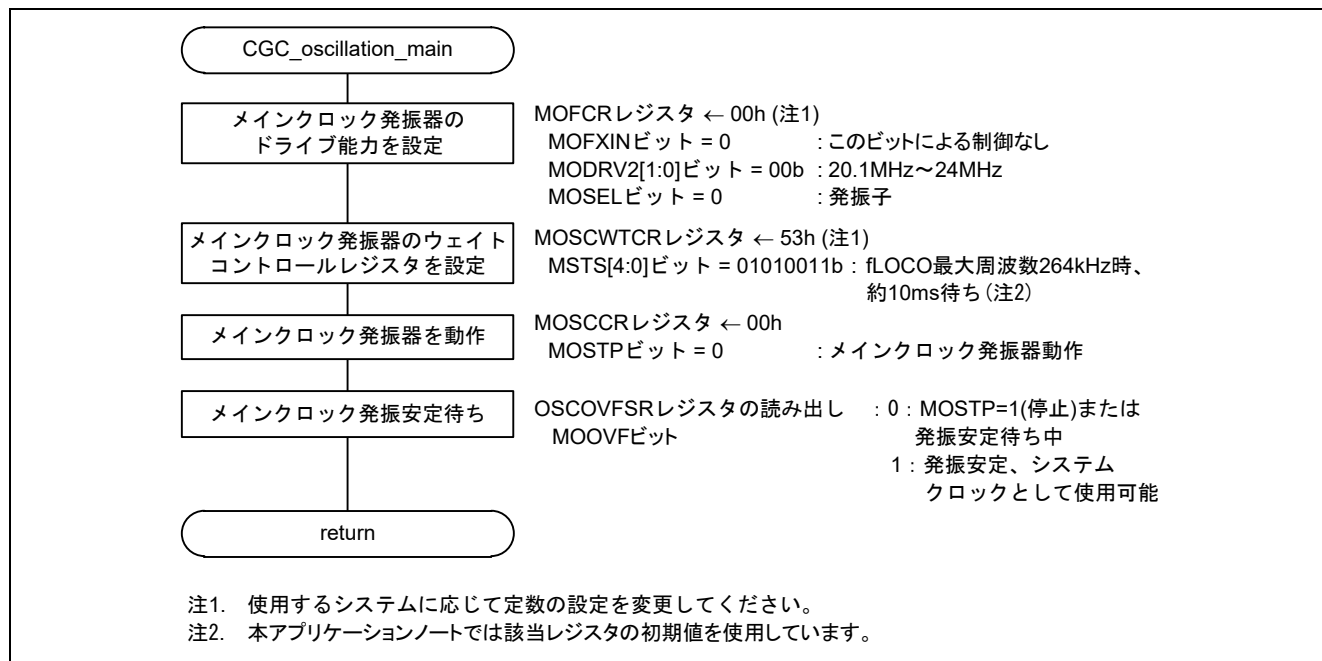 CGC_oscillation_main
メインクロック発振器の
ドライブ能力を設定
MOFCRレジスタ ← 00h (注1)
MOFXINビット = 0 : このビットによる制御なし
MODRV2[1:0]ビット = 00b : 20.1MHz～24MHz
MOSELビット = 0 : 発振子
メインクロック発振器のウェイト
コントロールレジスタを設定
MOSCWTCRレジスタ ← 53h (注1)
MSTS[4:0]ビット = 01010011b : fLOCO最大周波数264kHz時、
約10ms待ち (注2)
メインクロック発振器を動作
MOSCCRレジスタ ← 00h
MOSTPビット = 0 : メインクロック発振器動作
メインクロック発振安定待ち
OSCOVFSRレジスタの読み出し : 0 : MOSTP=1(停止)または
MOOVFビット 発振安定待ち中
1 : 発振安定、システム
クロックとして使用可能
return
注1. 使用するシステムに応じて定数の設定を変更してください。
注2. 本アプリケーションノートでは該当レジスタの初期値を使用しています。